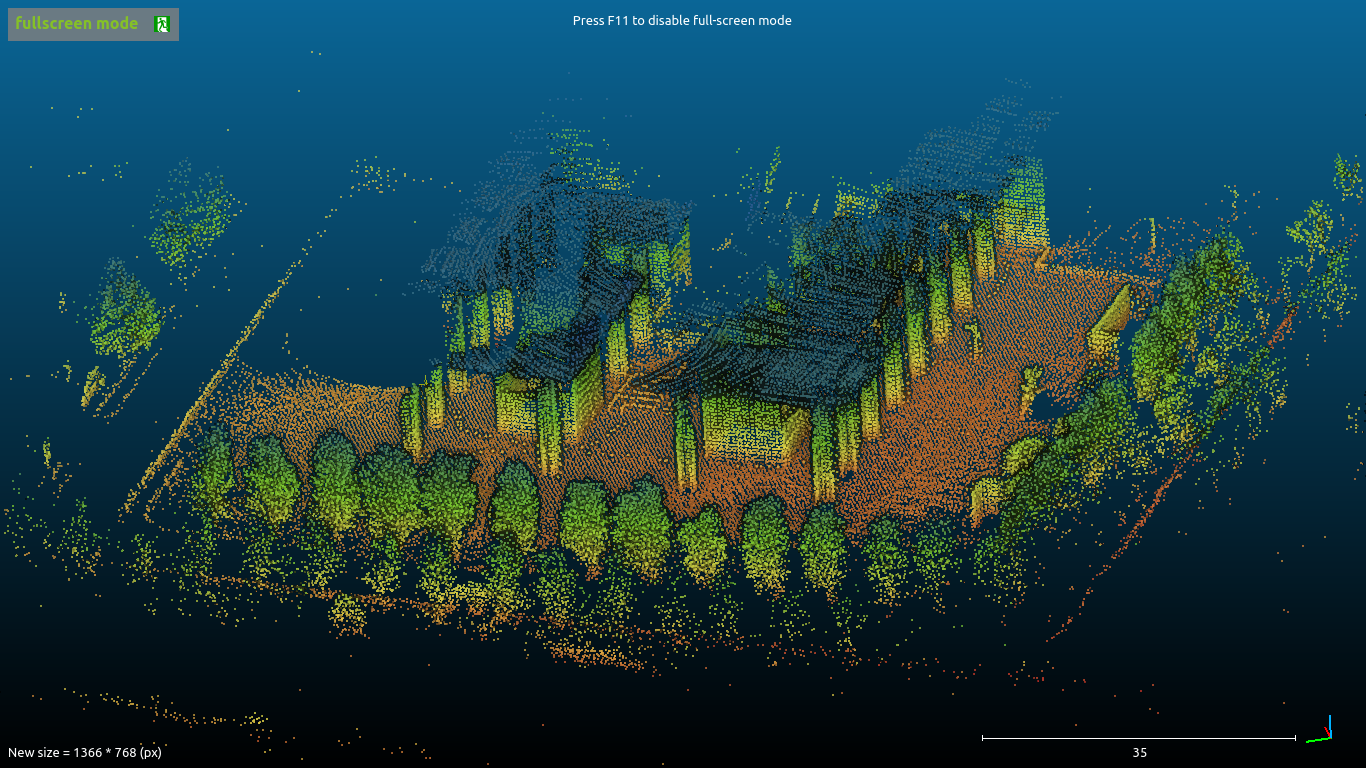 fullscreen mode
Press F11 to disable full-screen mode
New size = 1366 * 768 (px)
35